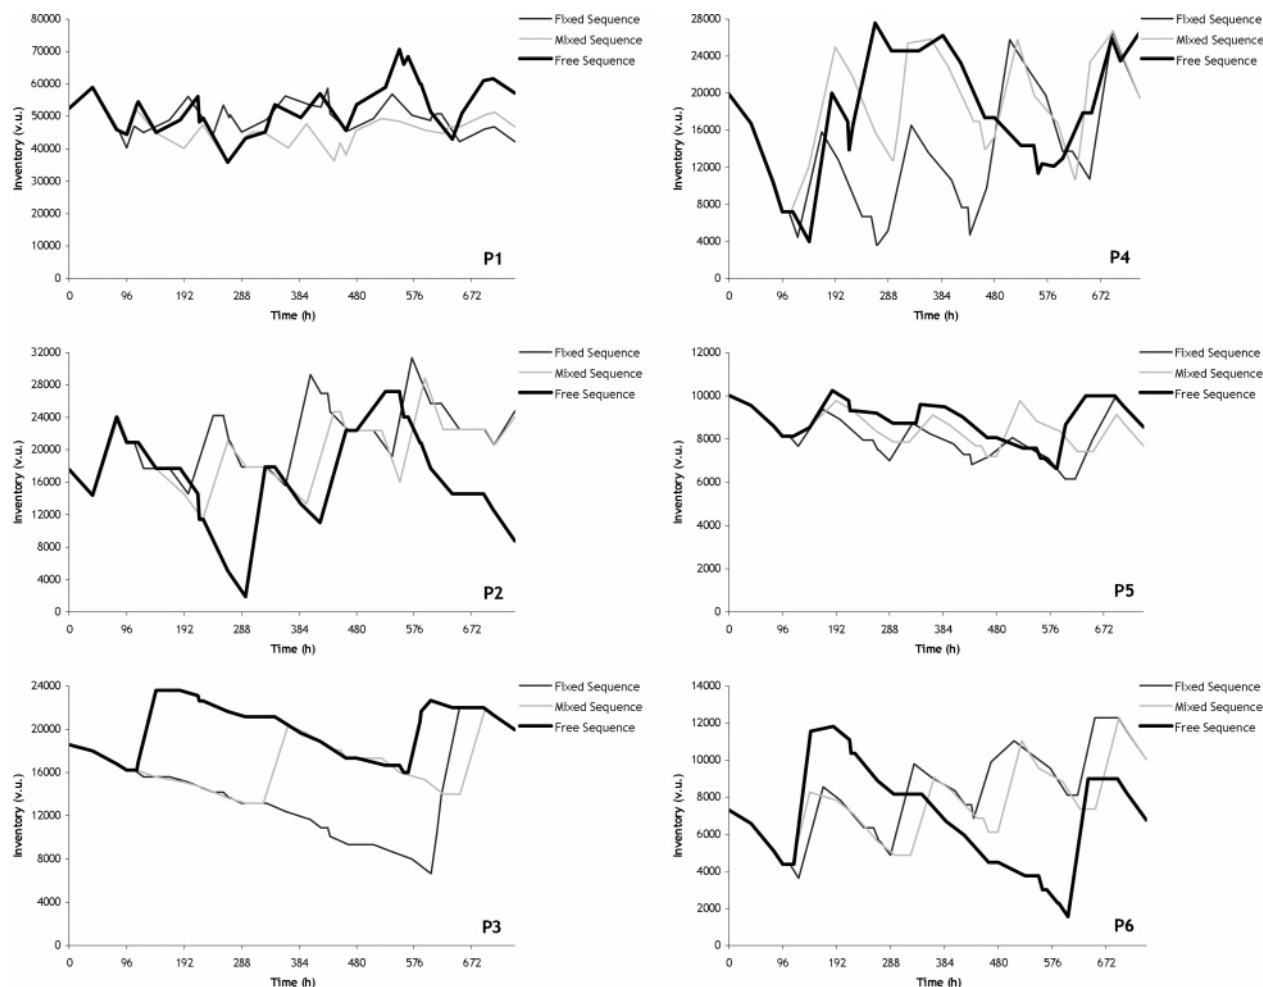 80000
70000
60000
50000
40000
30000
20000
10000
0
Inventory (v.u.)
0 96 192 288 384 480 576 672
Time (h)
Fixed Sequence
Mixed Sequence
Free Sequence
P1
28000
24000
20000
16000
12000
8000
4000
0
Inventory (v.u.)
0 96 192 288 384 480 576 672
Time (h)
Fixed Sequence
Mixed Sequence
Free Sequence
P4
32000
28000
24000
20000
16000
12000
8000
4000
0
Inventory (v.u.)
0 96 192 288 384 480 576 672
Time (h)
Fixed Sequence
Mixed Sequence
Free Sequence
P2
12000
10000
8000
6000
4000
2000
0
Inventory (v.u.)
0 96 192 288 384 480 576 672
Time (h)
Fixed Sequence
Mixed Sequence
Free Sequence
P5
24000
20000
16000
12000
8000
4000
0
Inventory (v.u.)
0 96 192 288 384 480 576 672
Time (h)
Fixed Sequence
Mixed Sequence
Free Sequence
P3
14000
12000
10000
8000
6000
4000
2000
0
Inventory (v.u.)
0 96 192 288 384 480 576 672
Time (h)
Fixed Sequence
Mixed Sequence
Free Sequence
P6